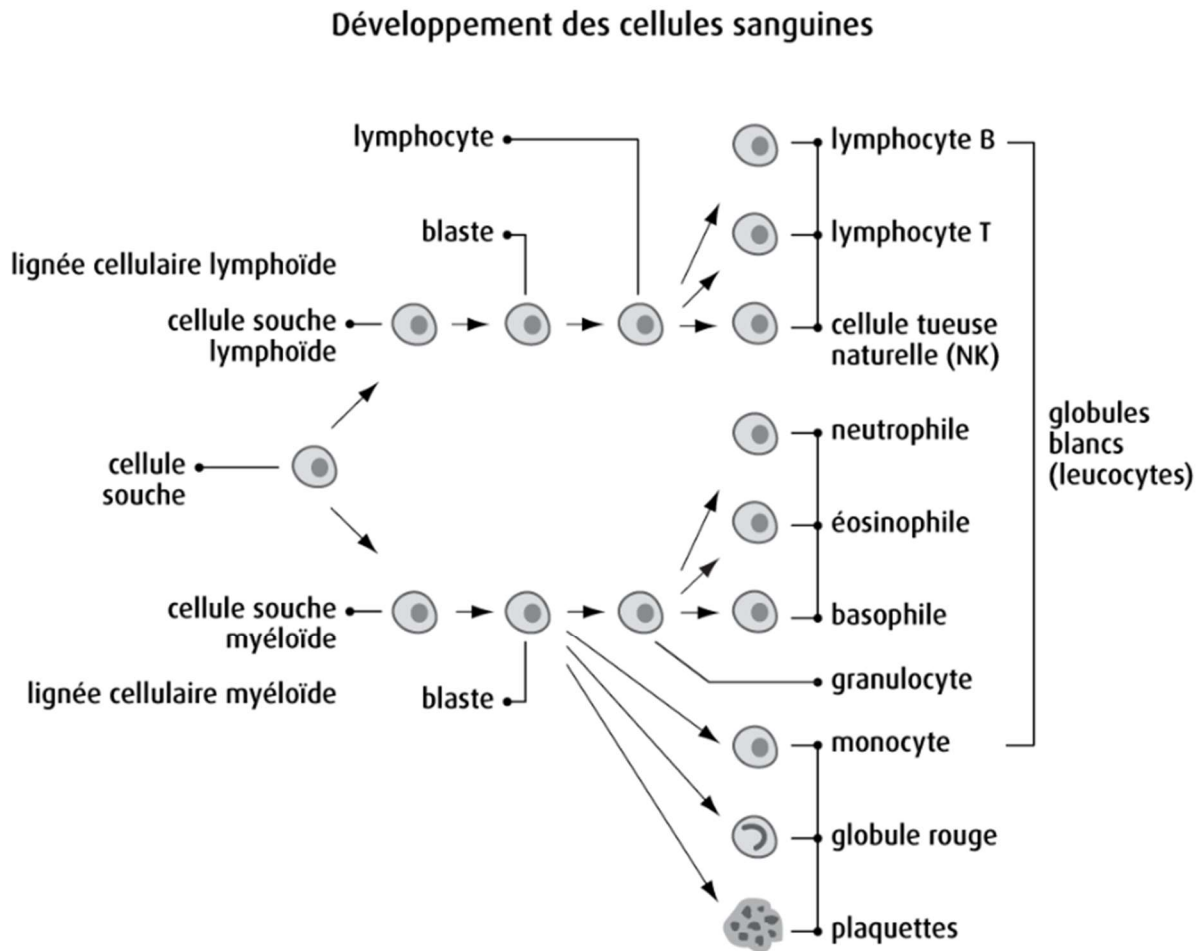 Développement des cellules sanguines
lymphocyte
blaste
lignée cellulaire lymphoïde
cellule souche
lymphoïde
cellule
souche
cellule souche
myéloïde
lignée cellulaire myéloïde
blaste
lymphocyte B
lymphocyte T
cellule tueuse
naturelle (NK)
neutrophile
éosinophile
basophile
granulocyte
monocyte
globule rouge
plaquettes
globules
blancs
(leucocytes)